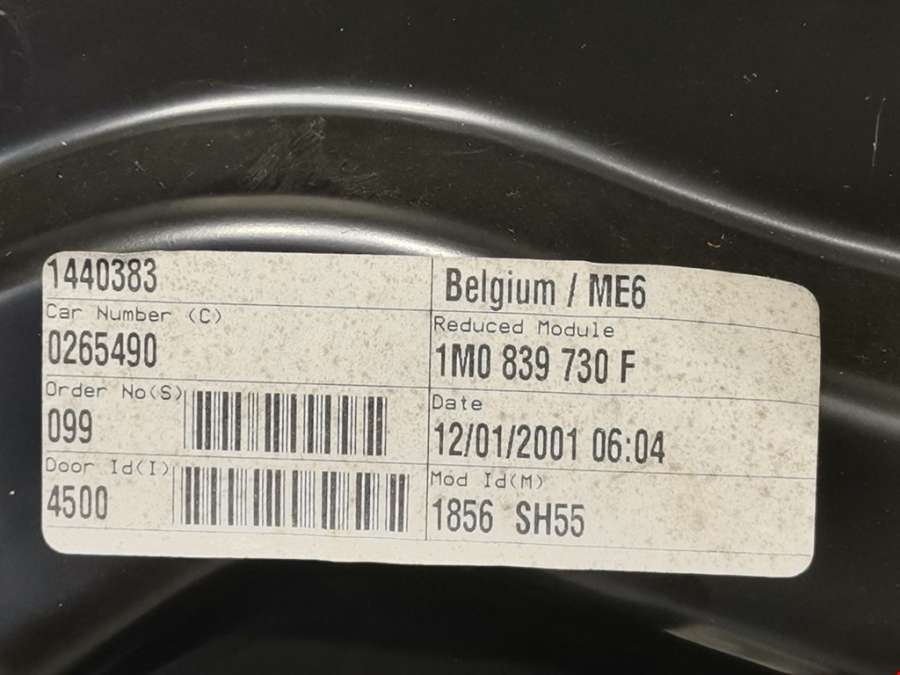 1440383
Car Number (C)
0265490
Order No(S)
099
Door Id(I)
4500
Belgium / ME6
Reduced Module
1M0 839 730 F
Date
12/01/2001 06:04
Mod Id(M)
1856 SH55